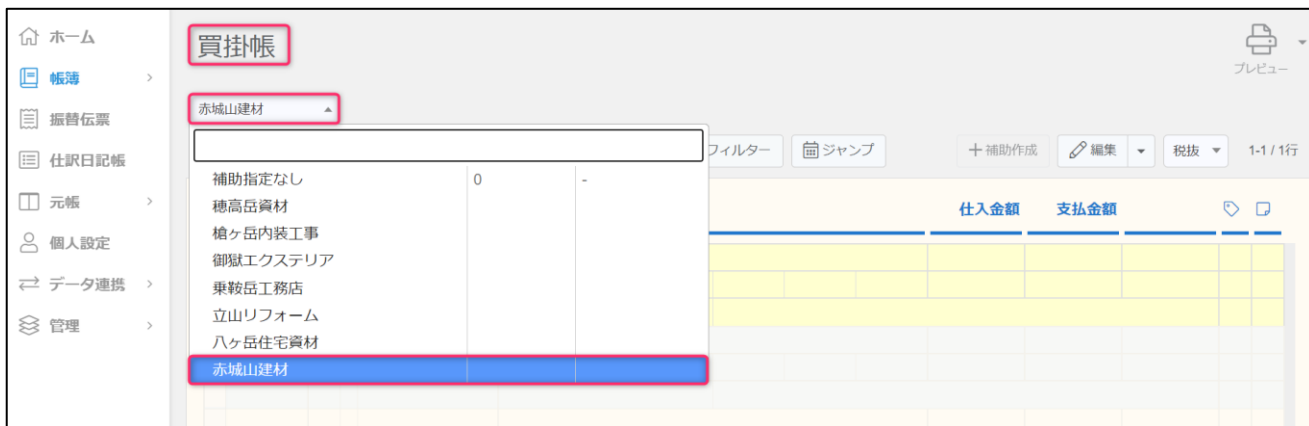 ホーム
帳簿
振替伝票
仕訳日記帳
元帳
個人設定
データ連携
管理
買掛帳
プレビュー
赤城山建材
フィルター ジャンプ +補助作成 編集 税抜 1-1 / 1行
補助指定なし 0 -
穂高岳資材
槍ヶ岳内装工事
御獄エクステリア
乗鞍岳工務店
立山リフォーム
八ヶ岳住宅資材
赤城山建材
仕入金額 支払金額